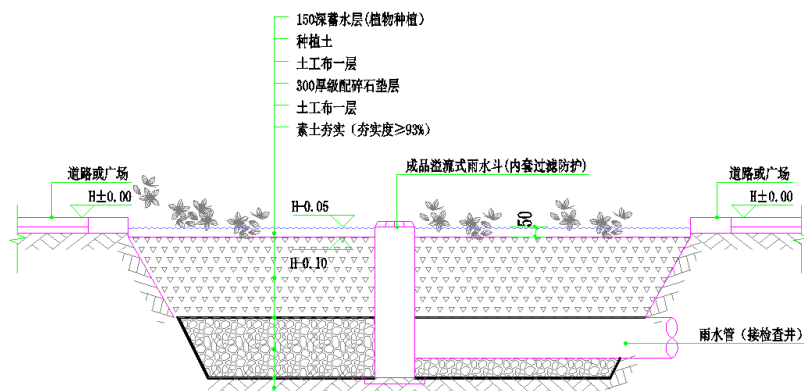 150深蓄水层(植物种植)
种植土
土工布一层
300厚级配碎石垫层
土工布一层
素土夯实（夯实度≥93%）
成品溢流式雨水斗(内套过滤防护)
道路或广场
H±0.00
道路或广场
H±0.00
H-0.05
50
H-0.10
雨水管（接检查井）